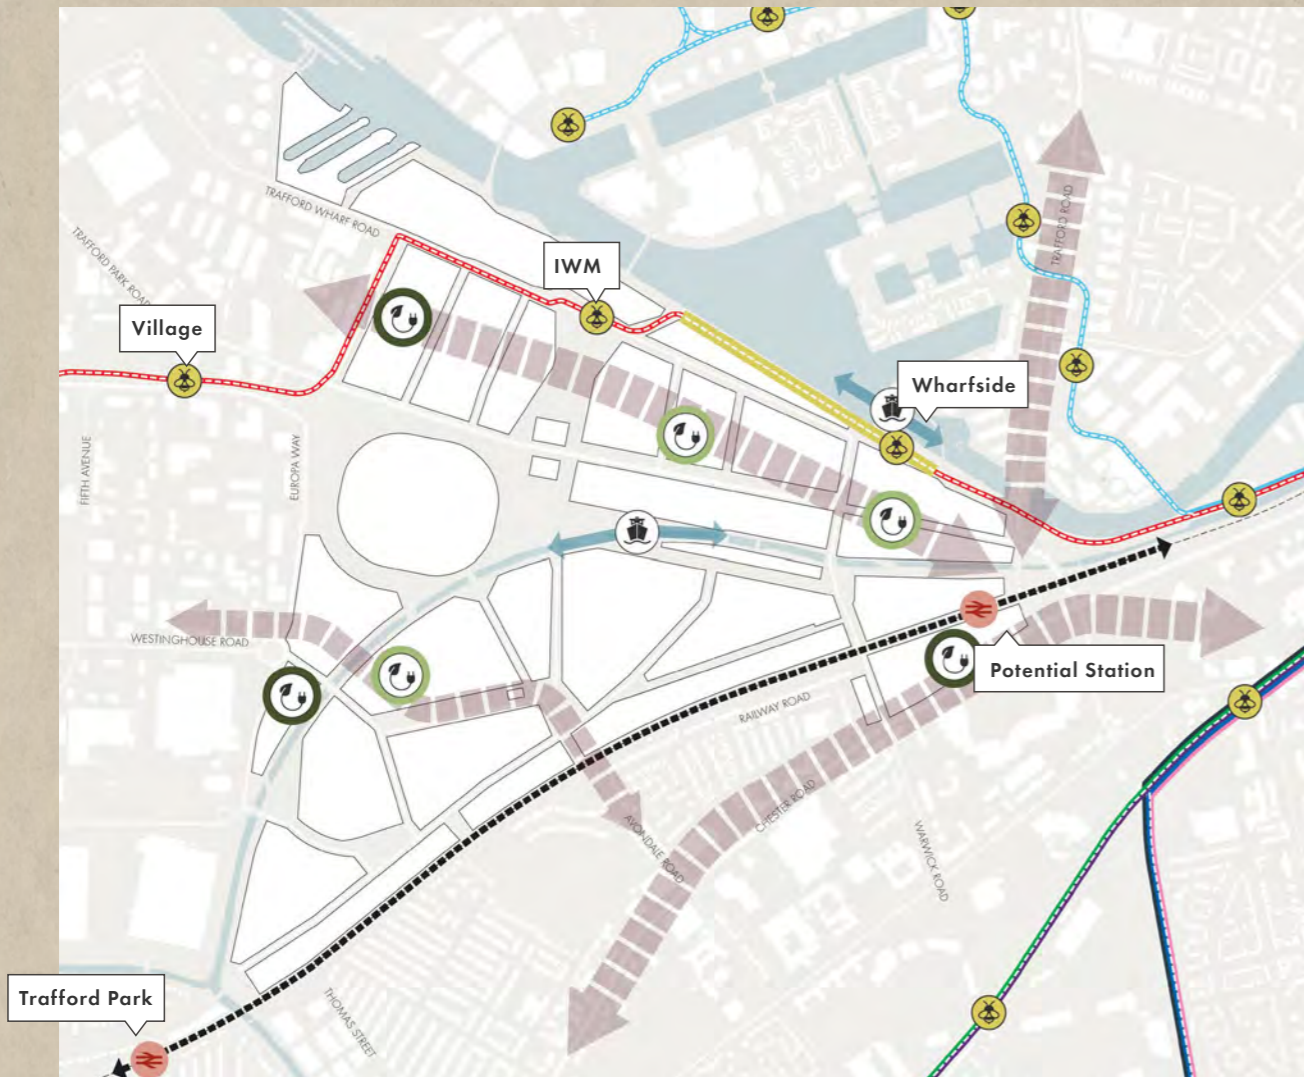 TRAFFORD WHARF ROAD
TRAFFORD ROAD
TRAFFORD PARK ROAD
IWM
Village
Wharfside
FIFTH AVENUE
EUROPA WAY
WESTINGHOUSE ROAD
Potential Station
RAILWAY ROAD
CHESTER ROAD
AVONDALE ROAD
WARWICK ROAD
Trafford Park
THOMAS STREET